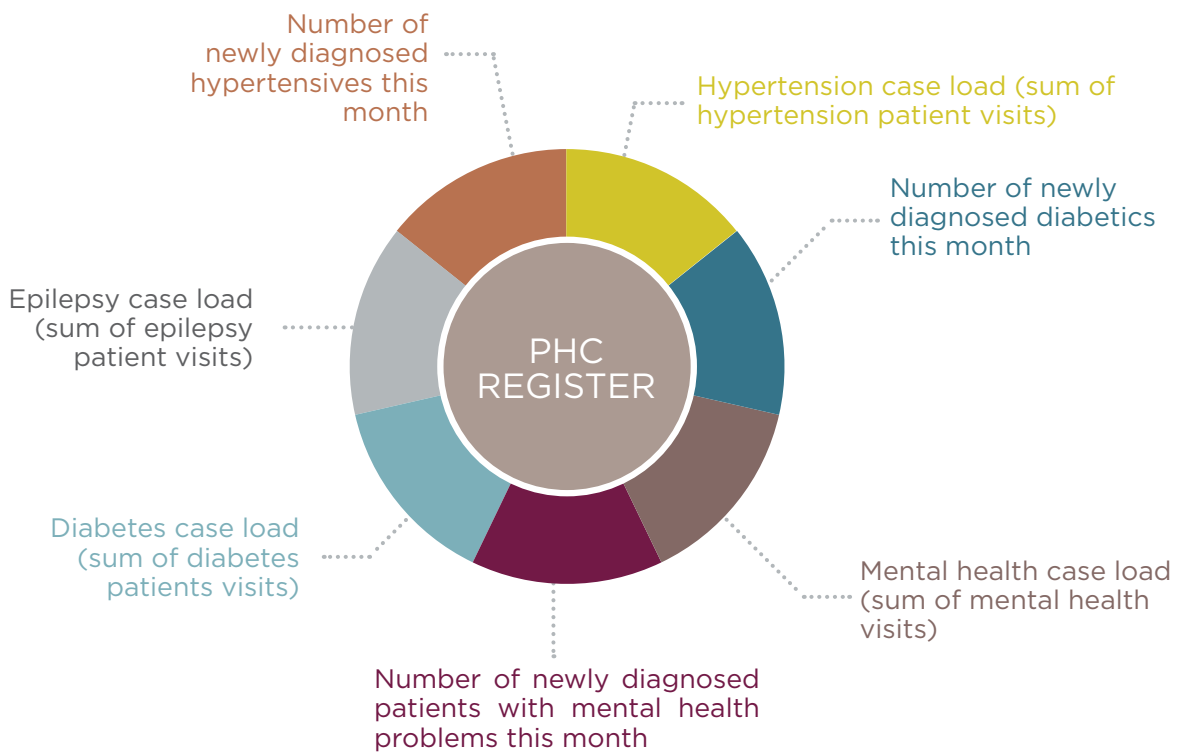 Number of
newly diagnosed
hypertensives this
month
Hypertension case load (sum of
hypertension patient visits)
Number of newly
diagnosed diabetics
this month
Epilepsy case load
(sum of epilepsy
patient visits)
PHC
REGISTER
Diabetes case load
(sum of diabetes
patients visits)
Mental health case load
(sum of mental health
visits)
Number of newly diagnosed
patients with mental health
problems this month